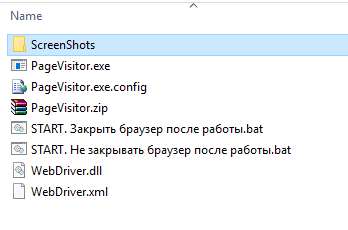 Name
ScreenShots
PageVisitor.exe
PageVisitor.exe.config
PageVisitor.zip
START. Закрыть браузер после работы.bat
START. Не закрывать браузер после работы.bat
WebDriver.dll
WebDriver.xml